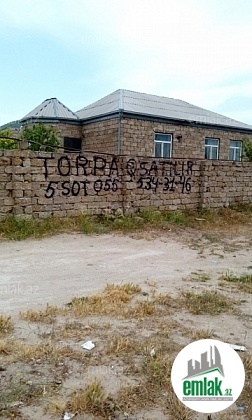 TORPAQ SATILIR
5 SOT 055 534-31-46
emlak.az